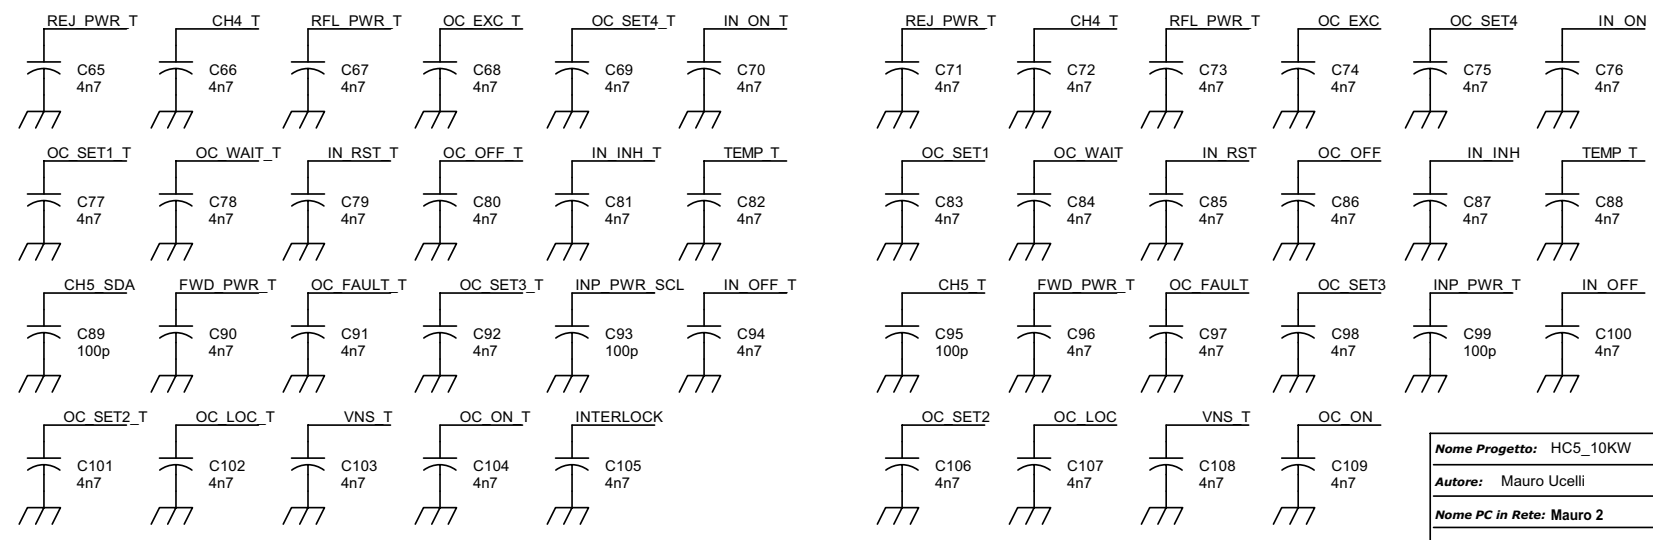 REJ_PWR_T CH4_T RFL_PWR_T OC_EXC_T OC_SET4_T IN_ON_T REJ_PWR_T CH4_T RFL_PWR_T OC_EXC OC_SET4 IN_ON
C65 C66 C67 C68 C69 C70 C71 C72 C73 C74 C75 C76
4n7 4n7 4n7 4n7 4n7 4n7 4n7 4n7 4n7 4n7 4n7 4n7
OC_SET1_T OC_WAIT_T IN_RST_T OC_OFF_T IN_INH_T TEMP_T OC_SET1 OC_WAIT IN_RST OC_OFF IN_INH TEMP_T
C77 C78 C79 C80 C81 C82 C83 C84 C85 C86 C87 C88
4n7 4n7 4n7 4n7 4n7 4n7 4n7 4n7 4n7 4n7 4n7 4n7
CH5_SDA FWD_PWR_T OC_FAULT_T OC_SET3_T INP_PWR_SCL IN_OFF_T CH5_T FWD_PWR_T OC_FAULT OC_SET3 INP_PWR_T IN_OFF
C89 C90 C91 C92 C93 C94 C95 C96 C97 C98 C99 C100
100p 4n7 4n7 4n7 100p 4n7 100p 4n7 4n7 4n7 100p 4n7
OC_SET2_T OC_LOC_T VNS_T OC_ON_T INTERLOCK OC_SET2 OC_LOC VNS_T OC_ON
C101 C102 C103 C104 C105 C106 C107 C108 C109
4n7 4n7 4n7 4n7 4n7 4n7 4n7 4n7 4n7
Nome Progetto: HC5_10KW
Autore: Mauro Ucelli
Nome PC in Rete: Mauro 2